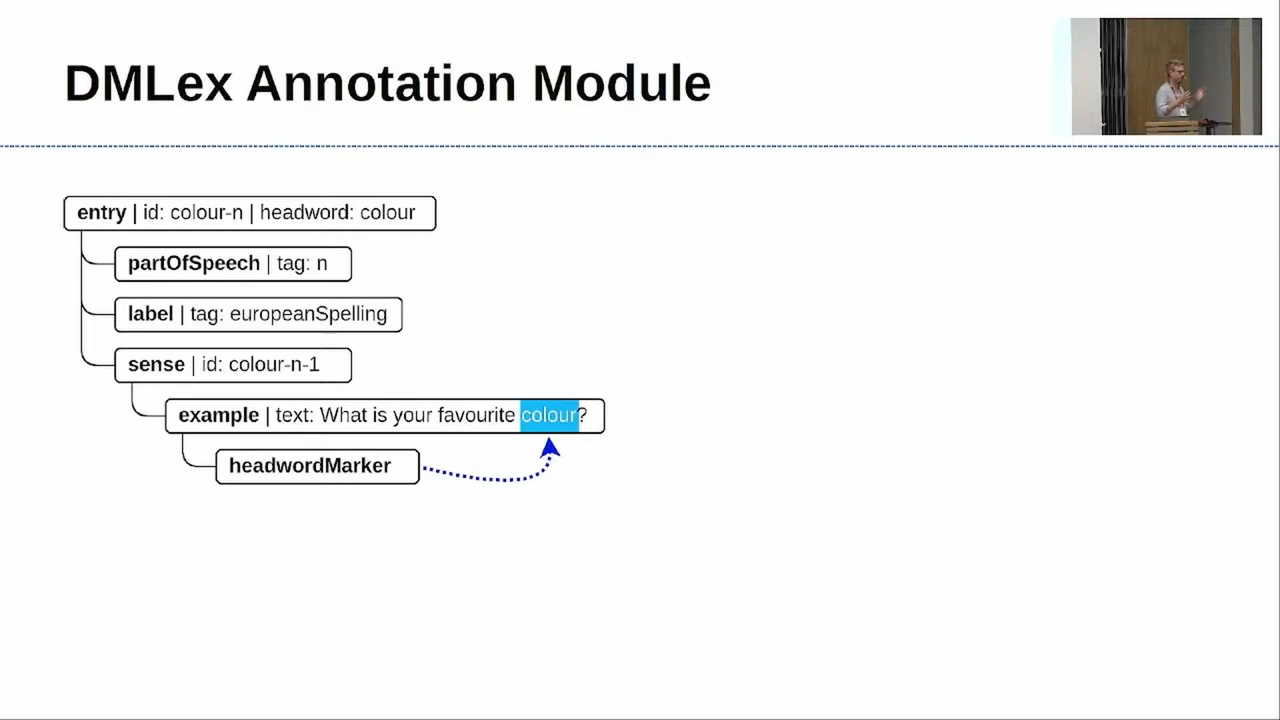 DMLex Annotation Module
entry | id: colour-n | headword: colour
partOfSpeech | tag: n
label | tag: europeanSpelling
sense | id: colour-n-1
example | text: What is your favourite colour?
headwordMarker